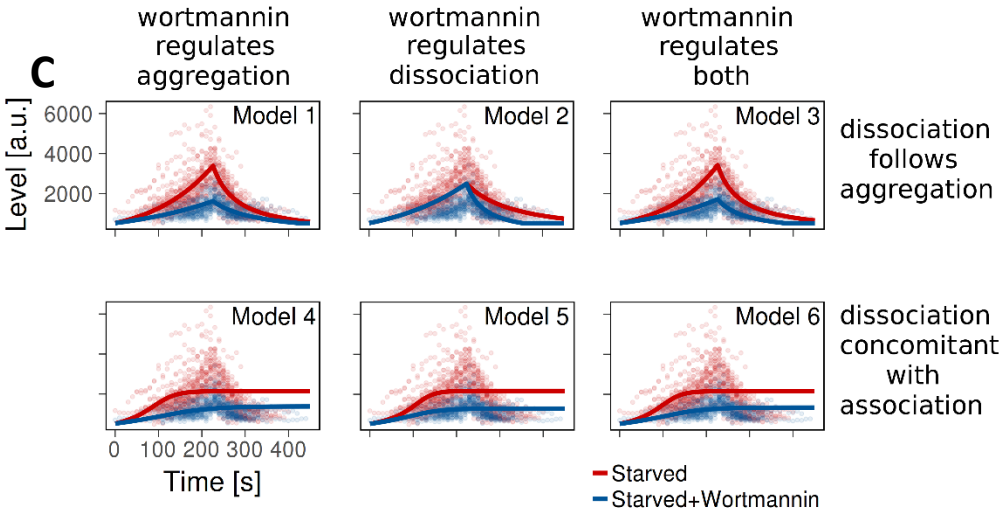 C
wortmannin
regulates
aggregation
wortmannin
regulates
dissociation
wortmannin
regulates
both
Level [a.u.]
6000
4000
2000
Model 1
Model 2
Model 3
dissociation
follows
aggregation
Model 4
Model 5
Model 6
dissociation
concomitant
with
association
0 100 200 300 400
Time [s]
Starved
Starved+Wortmannin